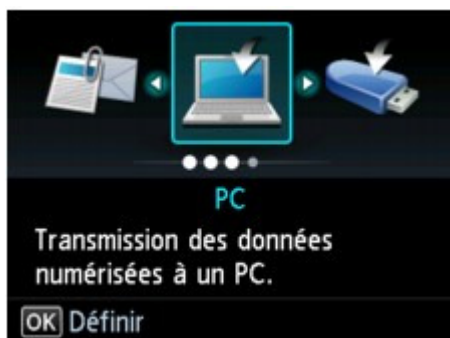 PC
Transmission des données
numérisées à un PC.
OK Définir